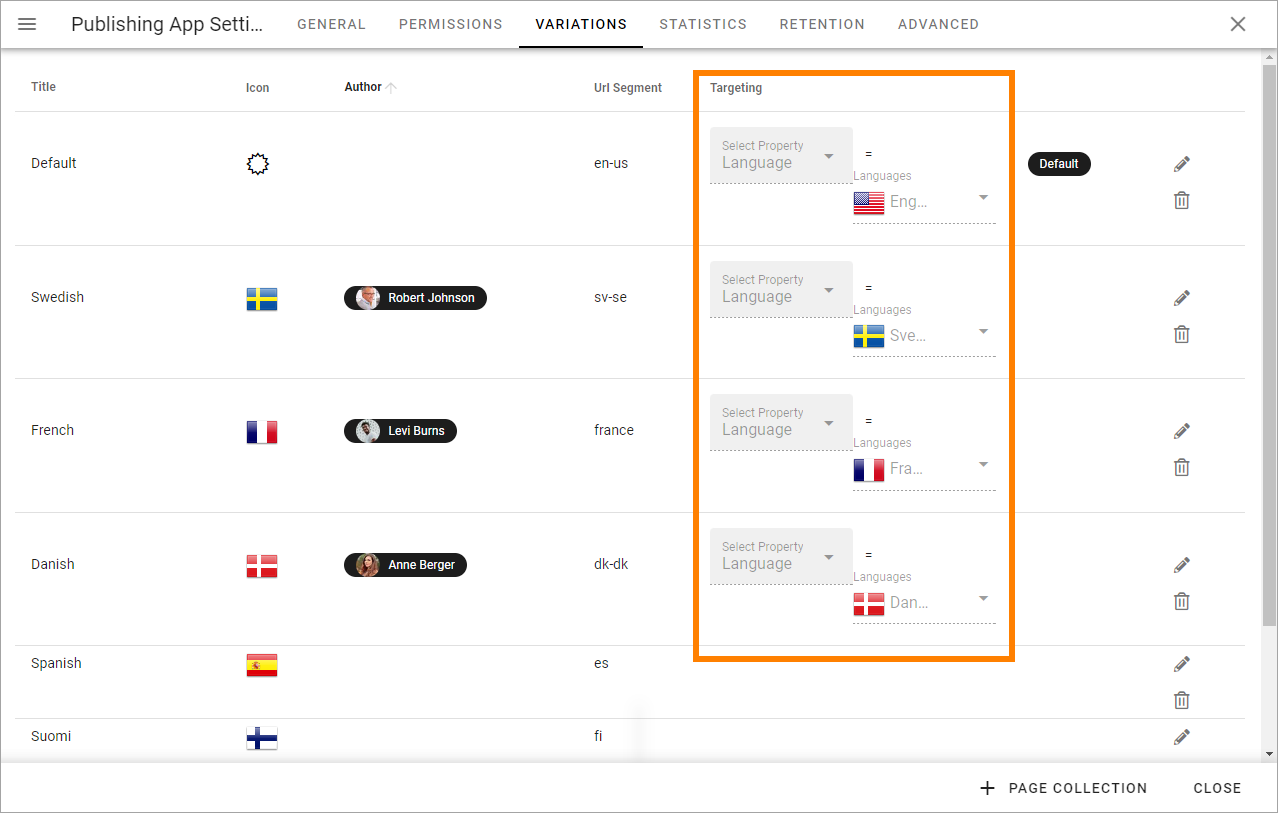 Publishing App Setti... GENERAL PERMISSIONS VARIATIONS STATISTICS RETENTION ADVANCED
Title Icon Author Url Segment Targeting
Default en-us Select Property Language = Languages Eng... Default
Swedish Robert Johnson sv-se Select Property Language = Languages Sve...
French Levi Burns france Select Property Language = Languages Fra...
Danish Anne Berger dk-dk Select Property Language = Languages Dan...
Spanish es
Suomi fi
PAGE COLLECTION CLOSE